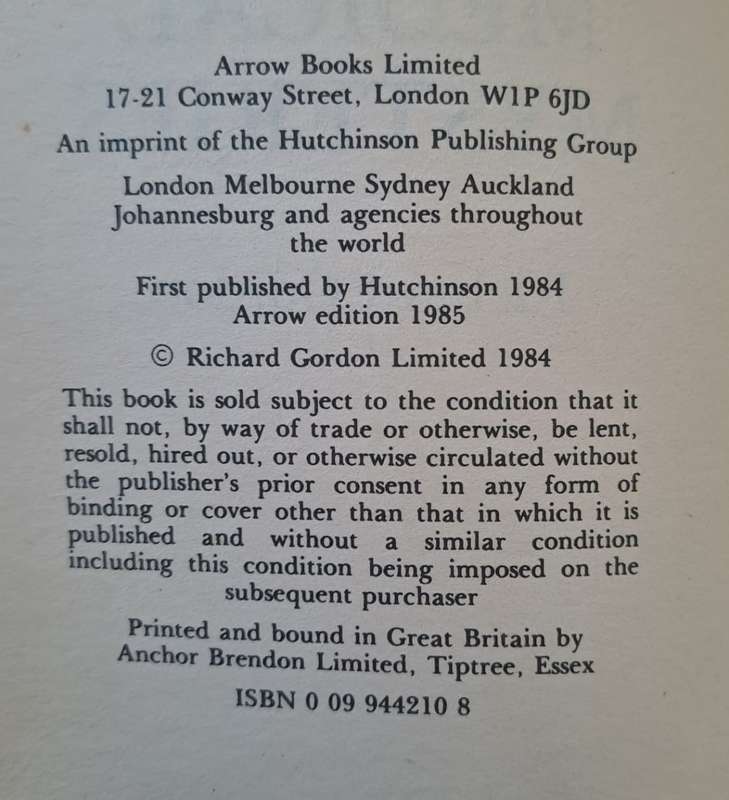 Arrow Books Limited
17-21 Conway Street, London W1P 6JD
An imprint of the Hutchinson Publishing Group
London Melbourne Sydney Auckland
Johannesburg and agencies throughout
the world
First published by Hutchinson 1984
Arrow edition 1985
© Richard Gordon Limited 1984
This book is sold subject to the condition that it
shall not, by way of trade or otherwise, be lent,
resold, hired out, or otherwise circulated without
the publisher's prior consent in any form of
binding or cover other than that in which it is
published and without a similar condition
including this condition being imposed on the
subsequent purchaser
Printed and bound in Great Britain by
Anchor Brendon Limited, Tiptree, Essex
ISBN 0 09 944210 8